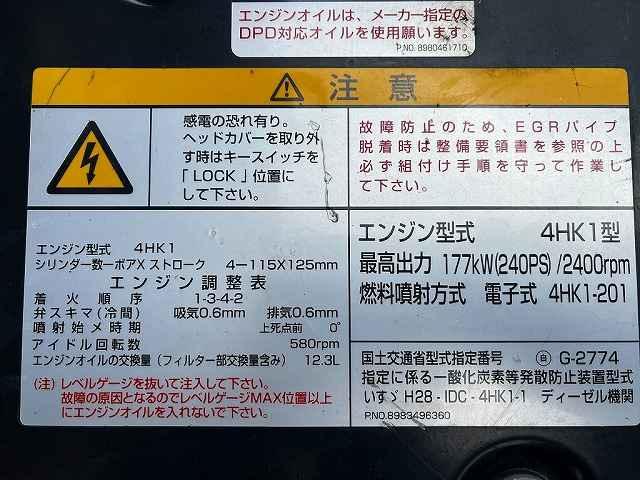 エンジンオイルは、メーカー指定の
DPD対応オイルを使用願います。
P.NO. 8980461710
注意
感電の恐れ有り。
ヘッドカバーを取り外
す時はキースイッチを
「LOCK」位置に
して下さい。
故障防止のため、EGRパイプ
脱着時は整備要領書を参照の上
必ず組付け手順を守って作業し
て下さい。
エンジン型式 4HK1
シリンダー数ーボアX ストローク 4-115X125mm
エンジン調整表
着火順序 1-3-4-2
弁スキマ(冷間) 吸気0.6mm 排気0.6mm
噴射始メ時期 上死点前 0°
アイドル回転数 580rpm
エンジンオイルの交換量(フィルター部交換量含み) 12.3L
(注)レベルゲージを抜いて注入して下さい。
故障の原因となるのでレベルゲージMAX位置以上
にエンジンオイルを入れないで下さい。
エンジン型式 4HK1型
最高出力 177kW(240PS)/2400rpm
燃料噴射方式 電子式 4HK1-201
国土交通省型式指定番号 ㊐ G-2774
指定に係る一酸化炭素等発散防止装置型式
いすゞH28-IDC-4HK1-1 ディーゼル機関
P.NO.8983496360